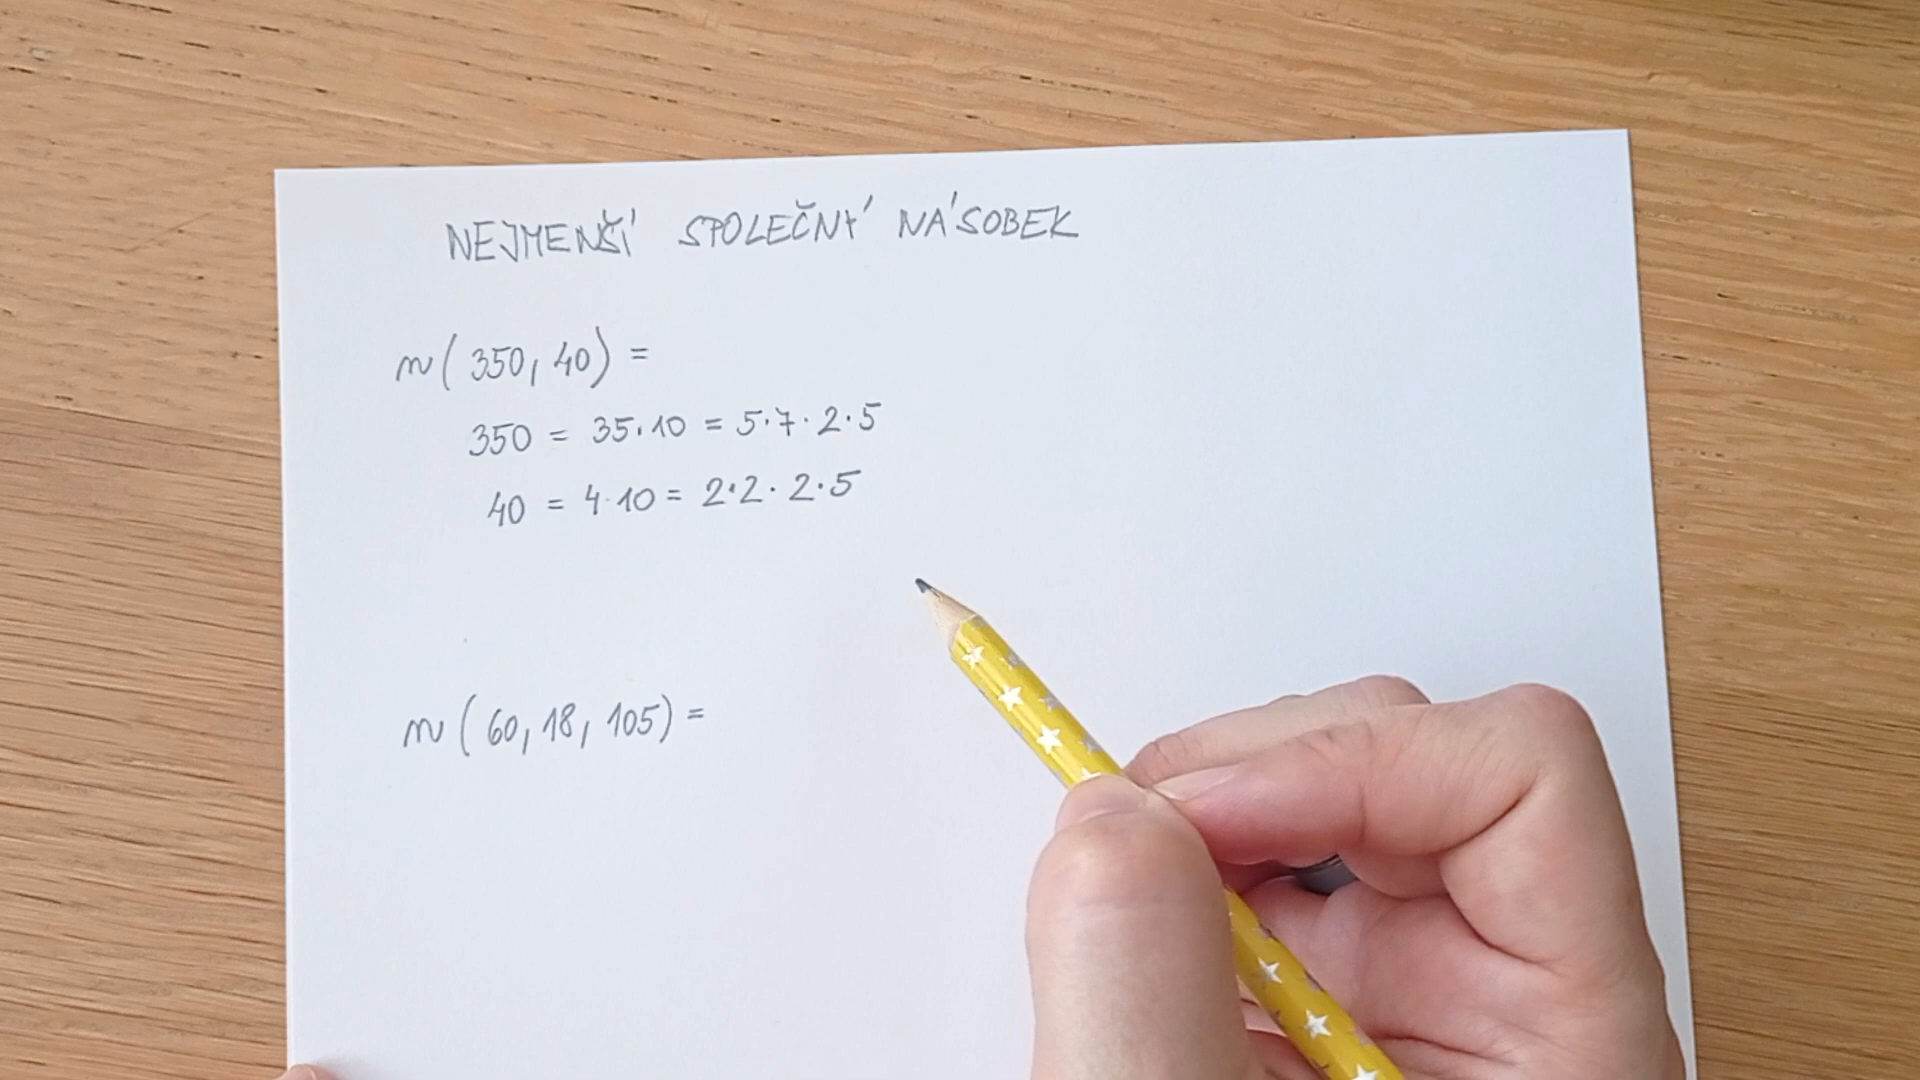 NEJMENŠÍ SPOLEČNÝ NÁSOBEK
n(350, 40) =
350 = 35·10 = 5·7·2·5
40 = 4·10 = 2·2·2·5
n(60, 18, 105) =